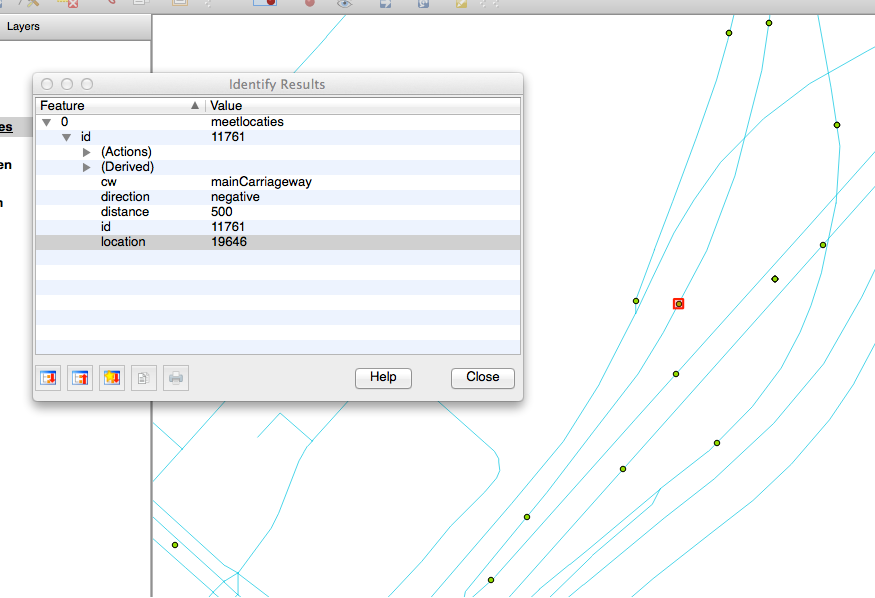 Layers
Identify Results
Feature Value
0 meetlocaties
id 11761
(Actions)
(Derived)
cw mainCarriageway
direction negative
distance 500
id 11761
location 19646
es
en
Help Close